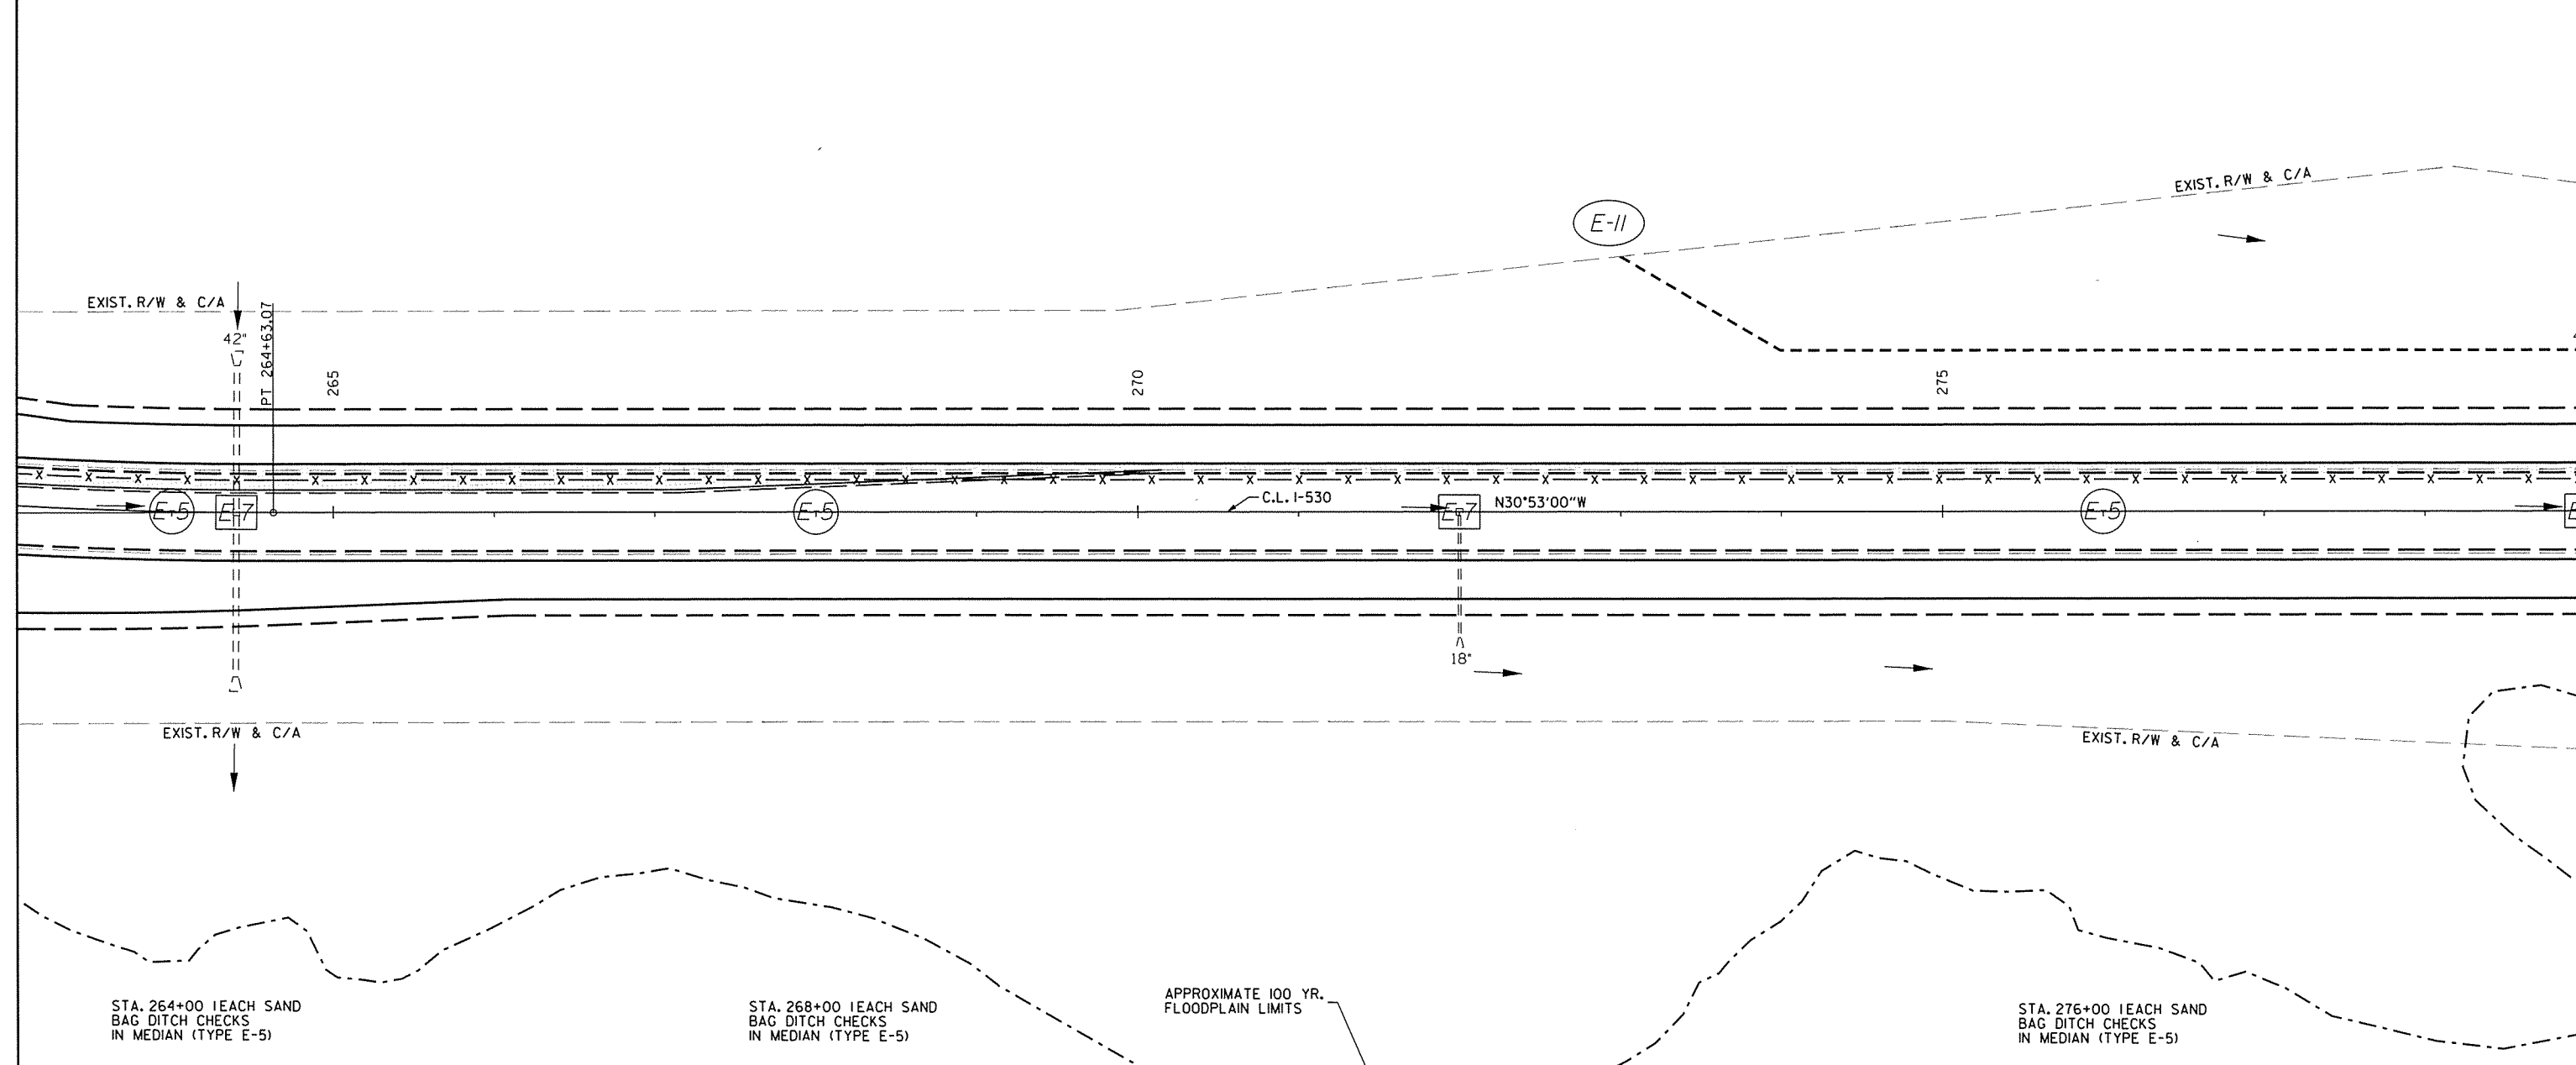 EXIST. R/W & C/A
E-11
EXIST. R/W & C/A
42"
PT 264+63.07
265
270
275
E-5
E-7
E-5
C.L. I-530
E-7
N30°53'00"W
E-5
18"
EXIST. R/W & C/A
EXIST. R/W & C/A
STA. 264+00 1EACH SAND
BAG DITCH CHECKS
IN MEDIAN (TYPE E-5)
STA. 268+00 1EACH SAND
BAG DITCH CHECKS
IN MEDIAN (TYPE E-5)
APPROXIMATE 100 YR.
FLOODPLAIN LIMITS
STA. 276+00 1EACH SAND
BAG DITCH CHECKS
IN MEDIAN (TYPE E-5)